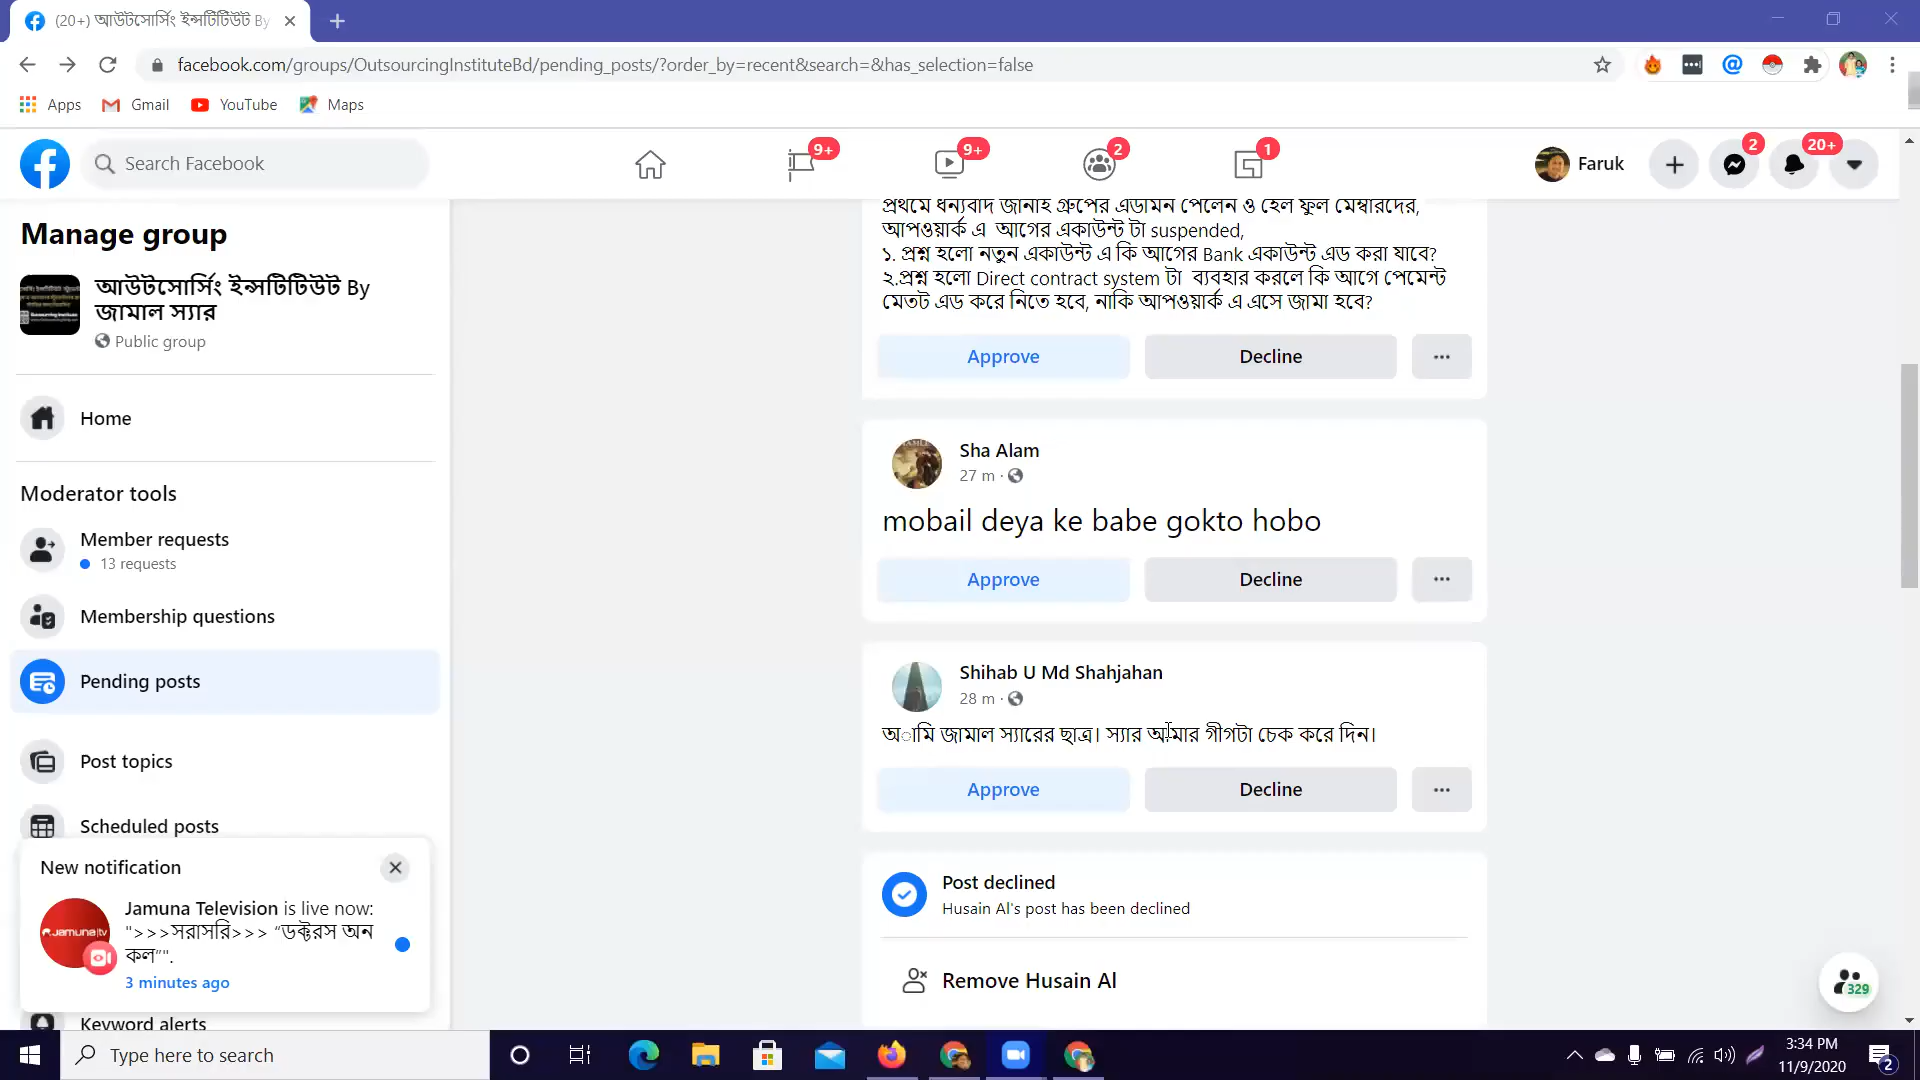 (20+) আউটসোর্সিং ইন্সটিটিউট By
facebook.com/groups/OutsourcingInstituteBd/pending_posts/?order_by=recent&search=&has_selection=false
Apps Gmail YouTube Maps
Search Facebook
9+
9+
2
1
Faruk
2
20+
Manage group
আউটসোর্সিং ইন্সটিটিউট By
জামাল স্যার
Public group
Home
Moderator tools
Member requests
13 requests
Membership questions
Pending posts
Post topics
Scheduled posts
New notification
Jamuna Television is live now:
">>>সরাসরি>>> “ডক্টরস অন
কল””.
3 minutes ago
Keyword alerts
প্রথমে ধন্যবাদ জানাই গ্রুপের এডমিন পেনেল ও হেল্প ফুল মেম্বারদের,
আপওয়ার্ক এ আগের একাউন্ট টা suspended,
১. প্রশ্ন হলো নতুন একাউন্ট এ কি আগের Bank একাউন্ট এড করা যাবে?
২.প্রশ্ন হলো Direct contract system টা ব্যবহার করলে কি আগে পেমেন্ট
মেতট এড করে নিতে হবে, নাকি আপওয়ার্ক এ এসে জামা হবে?
Approve Decline
Sha Alam
27 m ·
mobail deya ke babe gokto hobo
Approve Decline
Shihab U Md Shahjahan
28 m ·
অামি জামাল স্যারের ছাত্র। স্যার আমার গীগটা চেক করে দিন।
Approve Decline
Post declined
Husain Al's post has been declined
Remove Husain Al
329
Type here to search
3:34 PM
11/9/2020
2